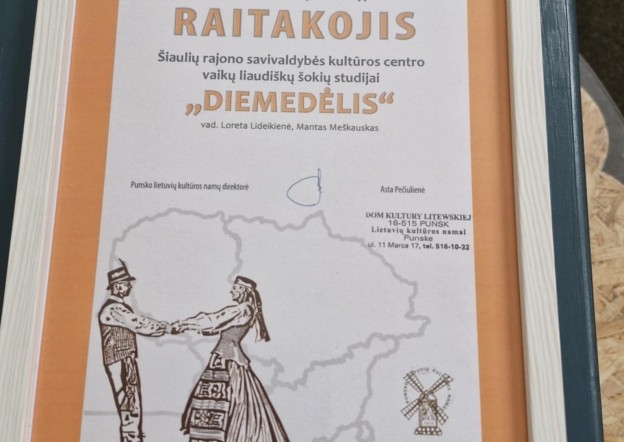 RAITAKOJIS
Šiaulių rajono savivaldybės kultūros centro
vaikų liaudiškų šokių studijai
„DIEMEDĖLIS“
vad. Loreta Lideikienė, Mantas Meškauskas
Punsko lietuvių kultūros namų direktorė
Asta Pečiulienė
DOM KULTURY LITEWSKIEJ
16-515 PUŃSK
Lietuvių kultūros namai
Punske
ul. 11 Marca 17, tel. 516-10-32